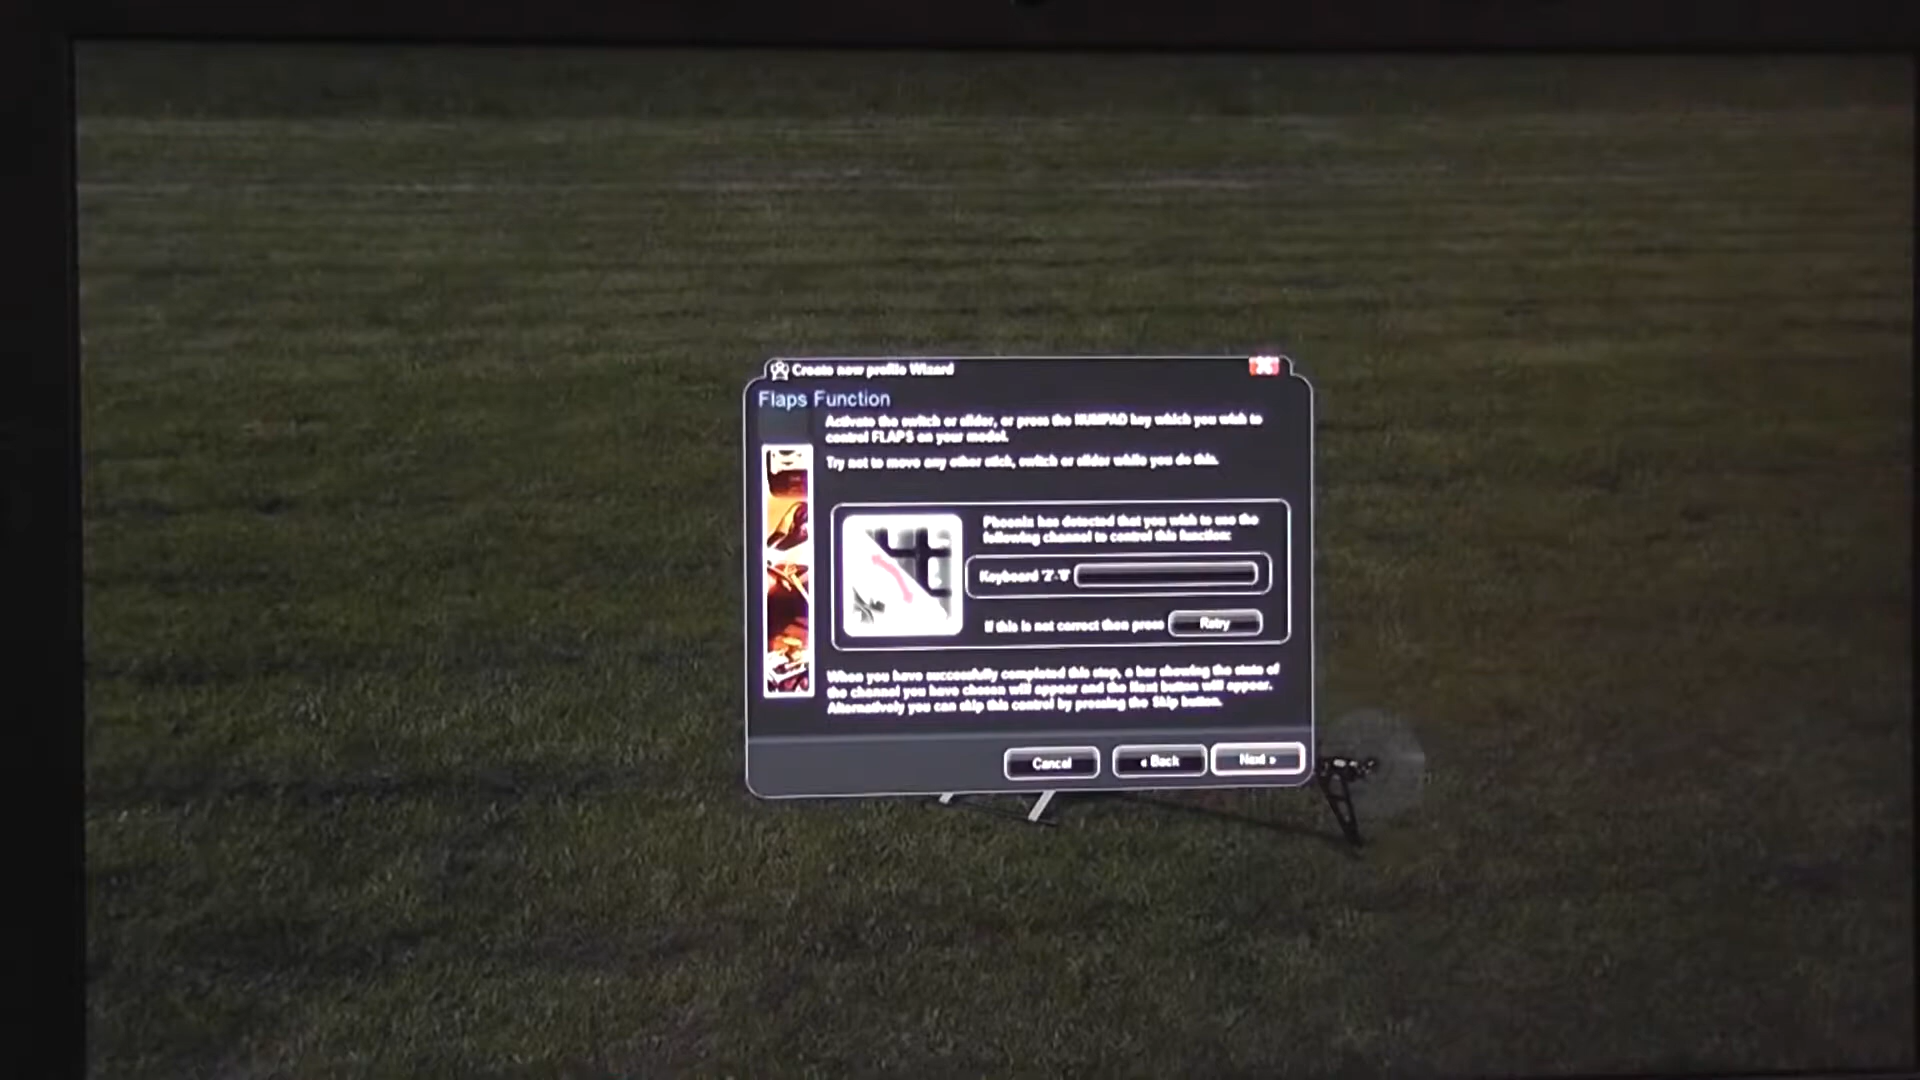 Create new profile Wizard
Flaps Function
Activate the switch or slider, or press the NUMPAD key which you wish to
control FLAPS on your model.
Try not to move any other stick, switch or slider while you do this.
Phoenix has detected that you wish to use the
following channel to control this function:
Keyboard '2'-'8'
If this is not correct then press Retry
When you have successfully completed this step, a bar showing the state of
the channel you have chosen will appear and the Next button will appear.
Alternatively you can skip this control by pressing the Skip button.
Cancel « Back Next »